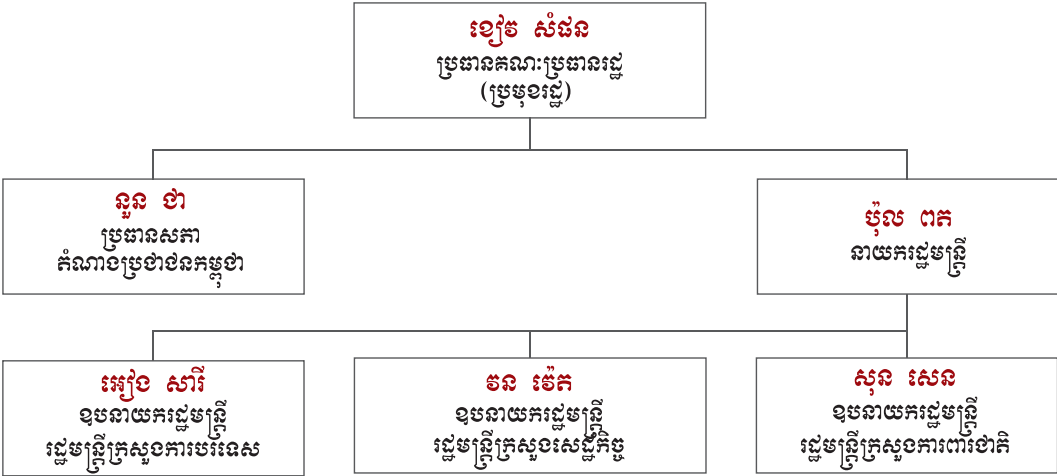 ខៀវ សំផន
ប្រធានគណៈប្រធានរដ្ឋ
(ប្រមុខរដ្ឋ)
នួន ជា
ប្រធានសភា
តំណាងប្រជាជនកម្ពុជា
ប៉ុល ពត
នាយករដ្ឋមន្ត្រី
អៀង សារី
ឧបនាយករដ្ឋមន្ត្រី
រដ្ឋមន្ត្រីក្រសួងការបរទេស
វន វ៉េត
ឧបនាយករដ្ឋមន្ត្រី
រដ្ឋមន្ត្រីក្រសួងសេដ្ឋកិច្ច
សុន សេន
ឧបនាយករដ្ឋមន្ត្រី
រដ្ឋមន្ត្រីក្រសួងការពារជាតិ